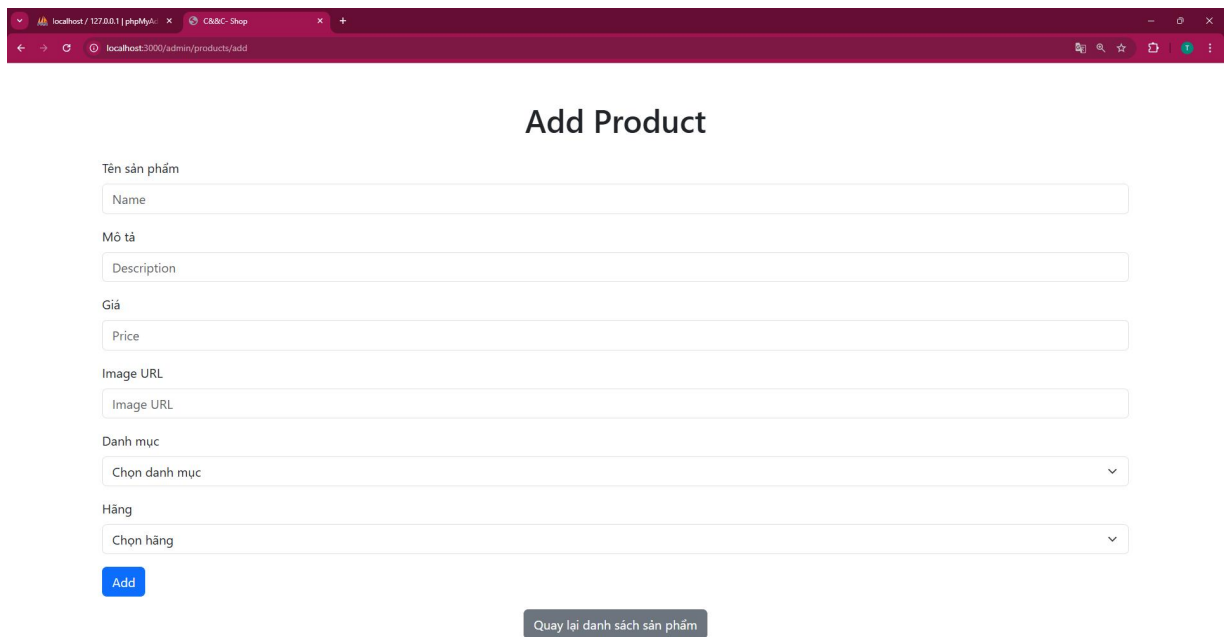 localhost / 127.0.0.1 | phpMyAd
C&&C- Shop
localhost:3000/admin/products/add
T
Add Product
Tên sản phẩm
Name
Mô tả
Description
Giá
Price
Image URL
Image URL
Danh mục
Chọn danh mục
Hãng
Chọn hãng
Add
Quay lại danh sách sản phẩm